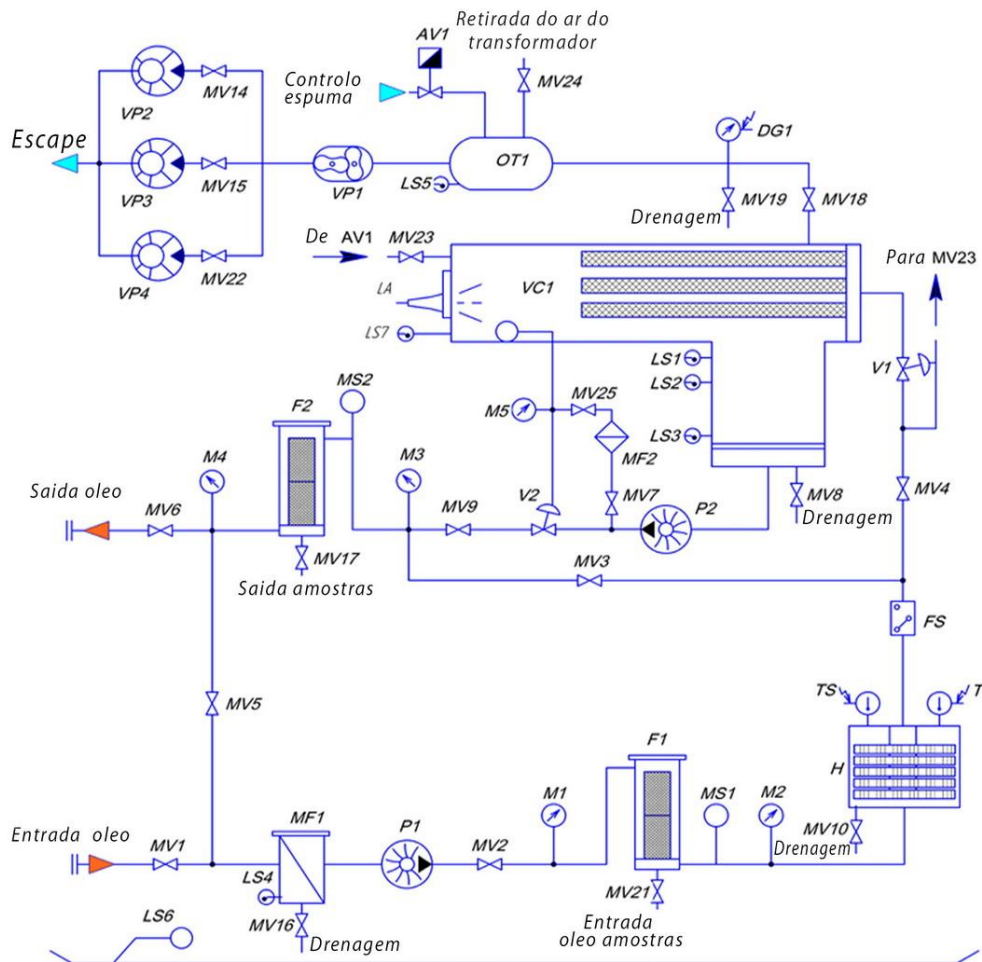 Retirada do ar do
transformador
AV1
MV24
Controlo
espuma
MV14
VP2
Escape
OT1
DG1
MV15
VP1
LS5
VP3
MV19
MV18
Drenagem
De AV1
MV23
MV22
VP4
Para MV23
LA
VC1
LS7
LS1
V1
MS2
LS2
MV25
F2
M5
LS3
MF2
M4
M3
MV7
V2
P2
MV8
MV4
Saida oleo
MV6
MV9
Drenagem
MV17
MV3
Saida amostras
FS
TS
T
MV5
F1
H
M1
MS1
M2
Entrada oleo
MV1
MF1
P1
MV2
MV10
Drenagem
LS4
MV21
MV16
Entrada
oleo amostras
LS6
Drenagem